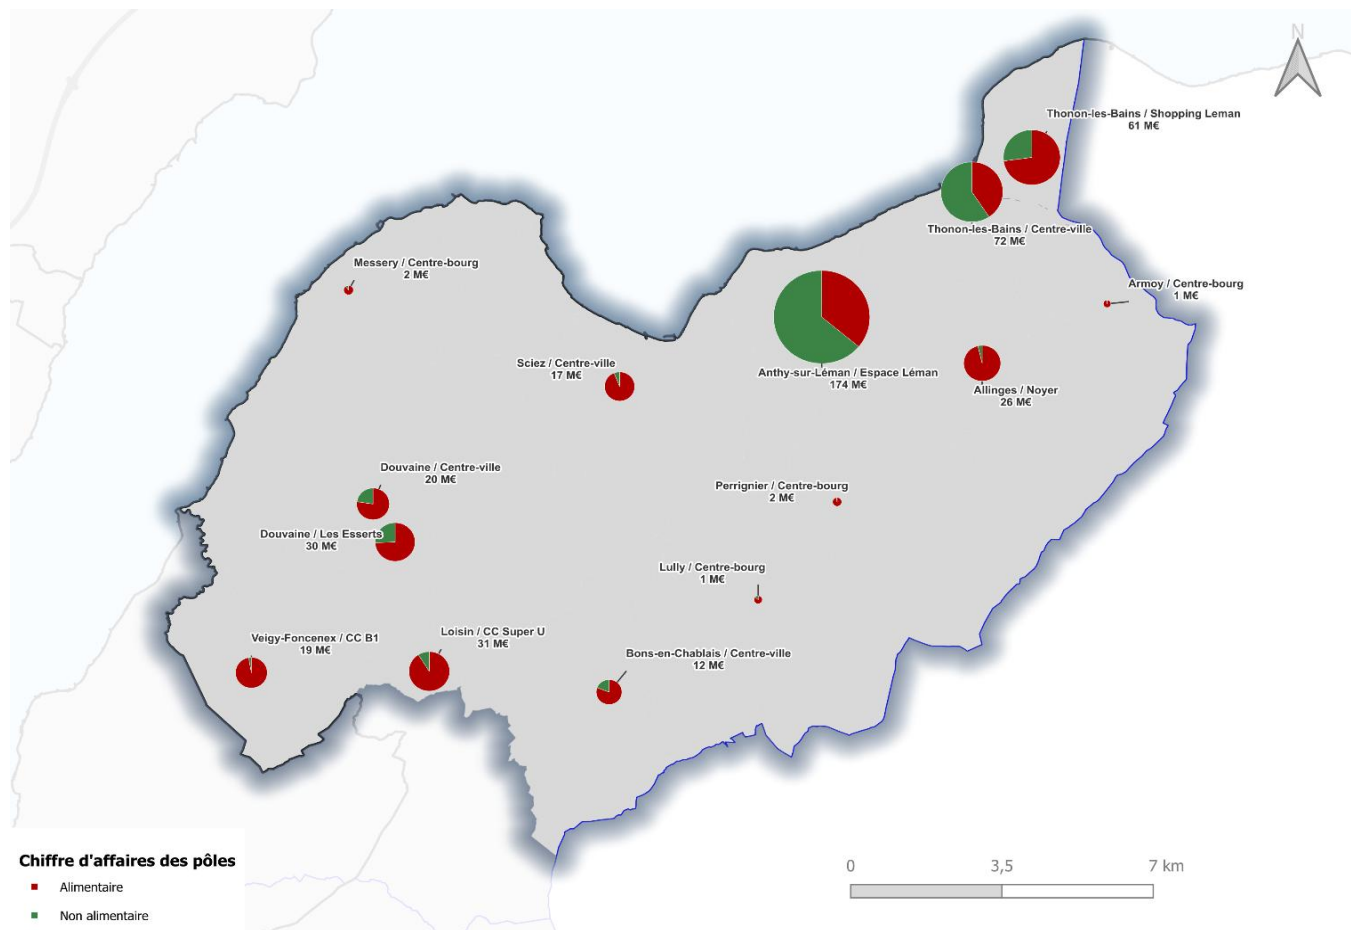 N
Thonon-les-Bains / Shopping Leman
61 M€
Thonon-les-Bains / Centre-ville
72 M€
Messery / Centre-bourg
2 M€
Armoy / Centre-bourg
1 M€
Sciez / Centre-ville
17 M€
Anthy-sur-Léman / Espace Léman
174 M€
Allinges / Noyer
26 M€
Douvaine / Centre-ville
20 M€
Perrignier / Centre-bourg
2 M€
Douvaine / Les Esserts
30 M€
Lully / Centre-bourg
1 M€
Veigy-Foncenex / CC B1
19 M€
Loisin / CC Super U
31 M€
Bons-en-Chablais / Centre-ville
12 M€
Chiffre d'affaires des pôles
Alimentaire
Non alimentaire
0 3,5 7 km